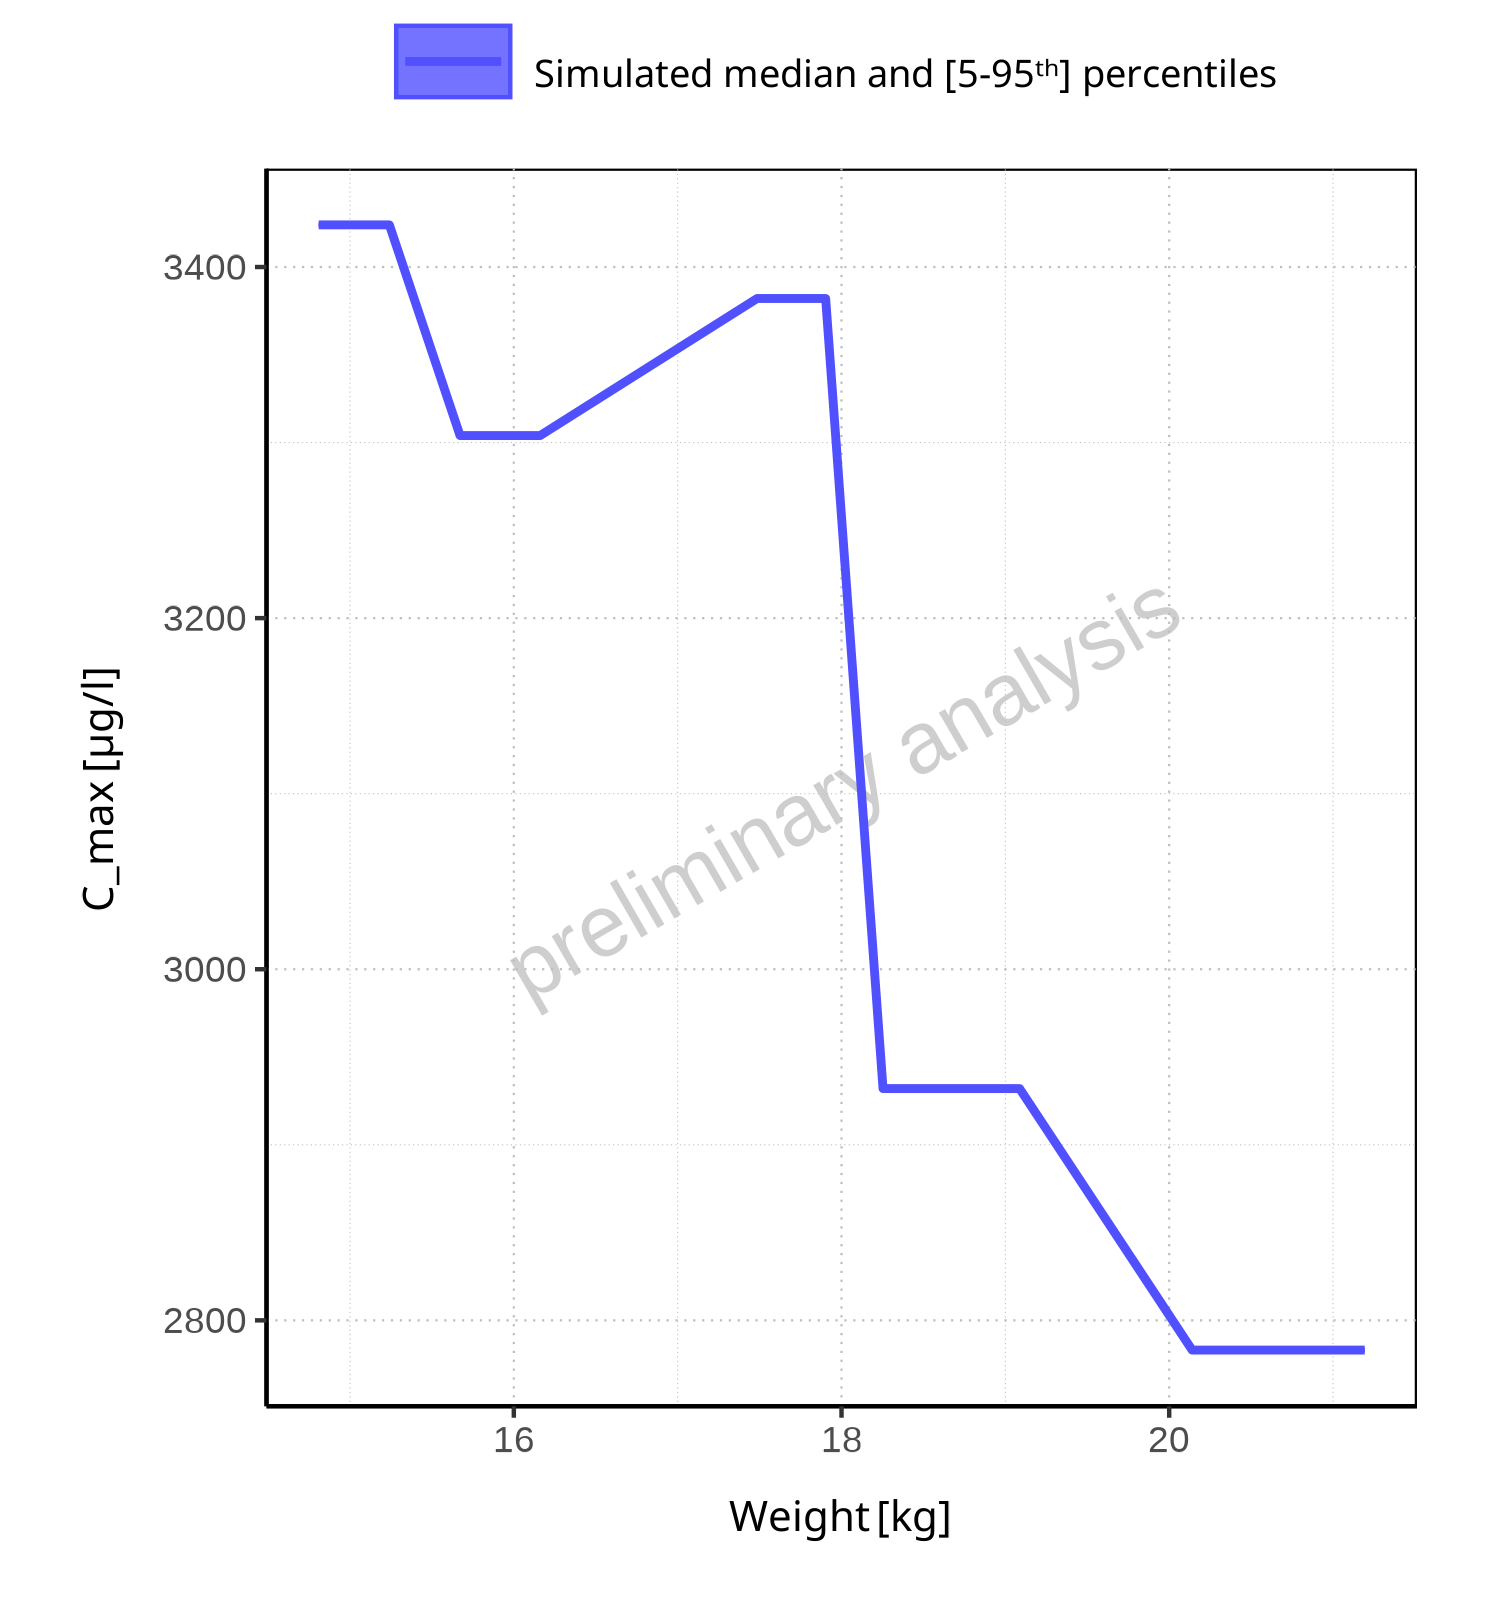 Simulated median and [5-95ᵗʰ] percentiles
3400
3200
3000
2800
C_max [µg/l]
preliminary analysis
16 18 20
Weight [kg]